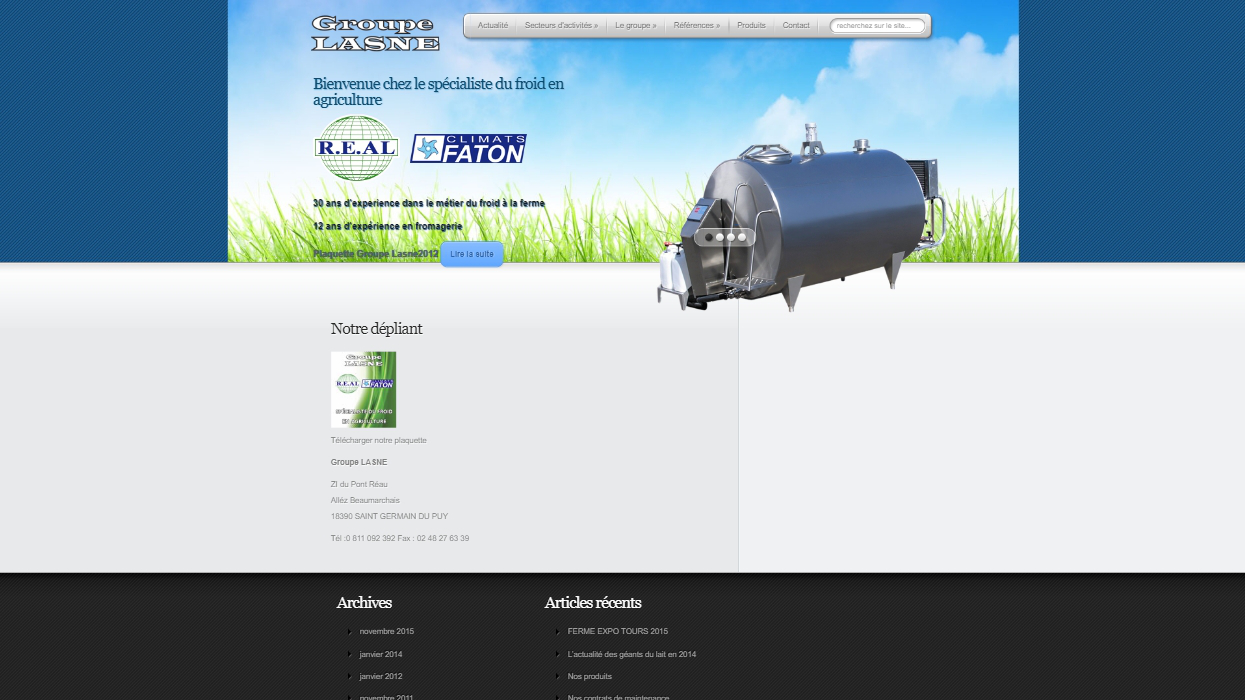 Groupe
LASNE
Actualité Secteurs d'activités » Le groupe » Références » Produits Contact recherchez sur le site...
Bienvenue chez le spécialiste du froid en
agriculture
R.E.AL
CLIMATS
FATON
30 ans d'experience dans le métier du froid à la ferme
12 ans d'expérience en fromagerie
Plaquette Groupe Lasne2012 Lire la suite
Notre dépliant
Groupe
LASNE
R.E.AL FATON
SPÉCIALISTE DU FROID
EN AGRICULTURE
Télécharger notre plaquette
Groupe LASNE
ZI du Pont Réau
Alléz Beaumarchais
18390 SAINT GERMAIN DU PUY
Tél :0 811 092 392 Fax : 02 48 27 63 39
Archives
novembre 2015
janvier 2014
janvier 2012
novembre 2011
Articles récents
FERME EXPO TOURS 2015
L'actualité des géants du lait en 2014
Nos produits
Nos contrats de maintenance